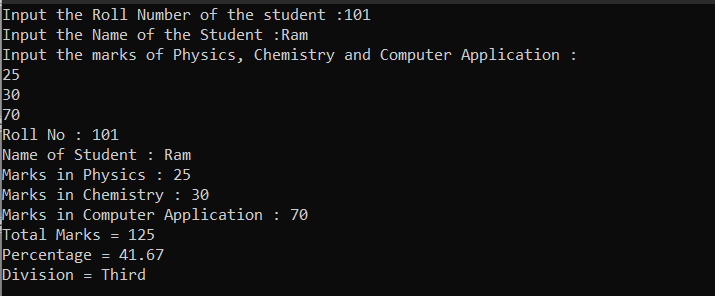 Input the Roll Number of the student :101
Input the Name of the Student :Ram
Input the marks of Physics, Chemistry and Computer Application :
25
30
70
Roll No : 101
Name of Student : Ram
Marks in Physics : 25
Marks in Chemistry : 30
Marks in Computer Application : 70
Total Marks = 125
Percentage = 41.67
Division = Third